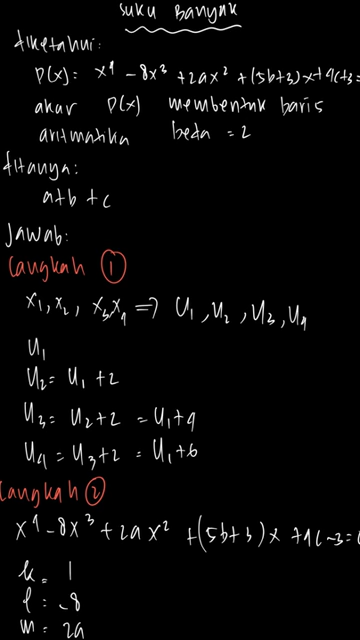 Suku Banyak
diketahui:
P(x) = x⁴ - 8x³ + 2ax² + (5b+3)x + 4c+3 =
akar P(x) membentuk baris
aritmatika beda = 2
ditanya:
a+b+c
Jawab:
Langkah ①
x₁, x₂, x₃, x₄ ⇒ U₁, U₂, U₃, U₄
U₁
U₂ = U₁ + 2
U₃ = U₂ + 2 = U₁ + 4
U₄ = U₃ + 2 = U₁ + 6
Langkah ②
x⁴ - 8x³ + 2ax² + (5b+3)x + 4c-3 =
k = 1
l = -8
m = 2a